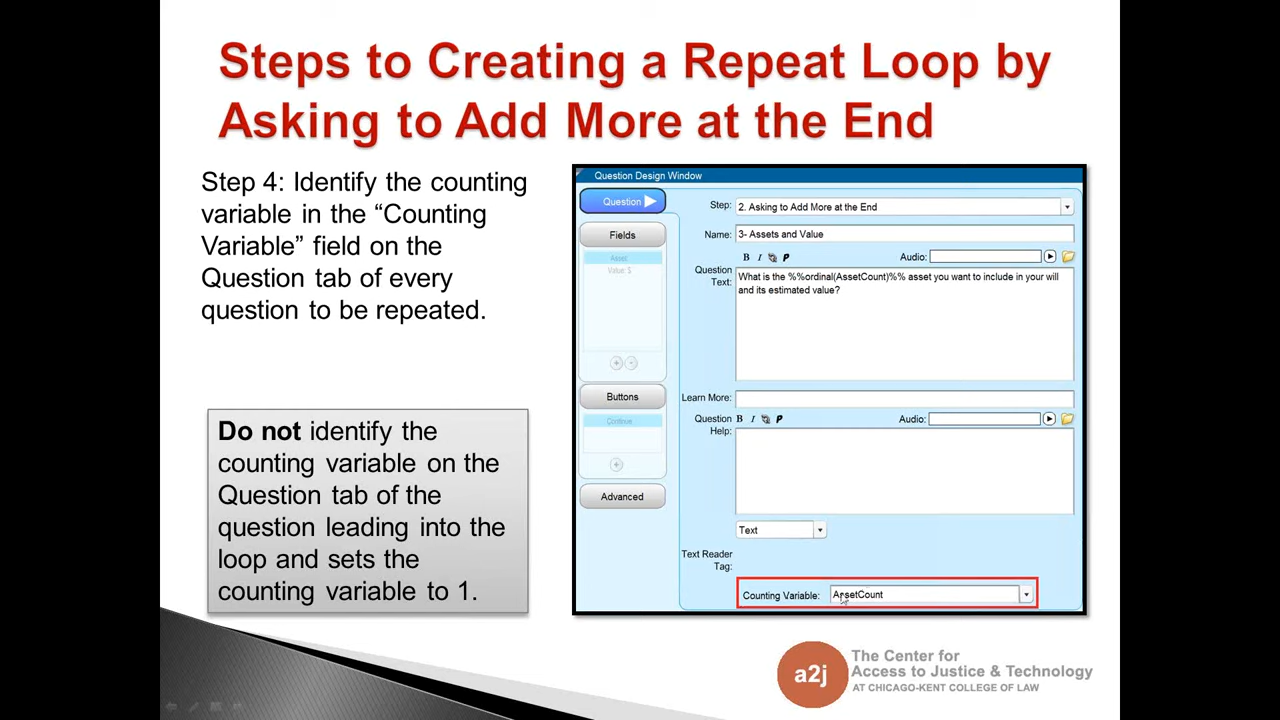 Steps to Creating a Repeat Loop by
Asking to Add More at the End
Step 4: Identify the counting
variable in the “Counting
Variable” field on the
Question tab of every
question to be repeated.
Do not identify the
counting variable on the
Question tab of the
question leading into the
loop and sets the
counting variable to 1.
Question Design Window
Question
Fields
Asset
Value: $
Buttons
Continue
Advanced
Step: 2. Asking to Add More at the End
Name: 3- Assets and Value
B I P Audio:
Question
Text:
What is the %%ordinal(AssetCount)%% asset you want to include in your will
and its estimated value?
Learn More:
Question
Help:
B I P Audio:
Text
Text Reader
Tag:
Counting Variable: AssetCount
a2j
The Center for
Access to Justice & Technology
AT CHICAGO-KENT COLLEGE OF LAW